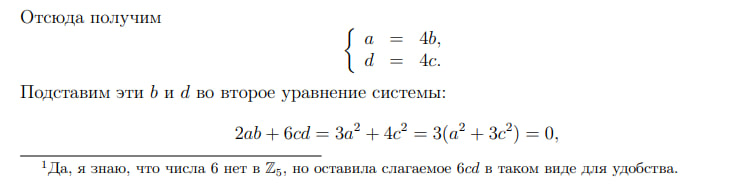 Отсюда получим
{ a = 4b,
d = 4c.
Подставим эти b и d во второе уравнение системы:
2ab + 6cd = 3a² + 4c² = 3(a² + 3c²) = 0,
¹Да, я знаю, что числа 6 нет в ℤ₅, но оставила слагаемое 6cd в таком виде для удобства.